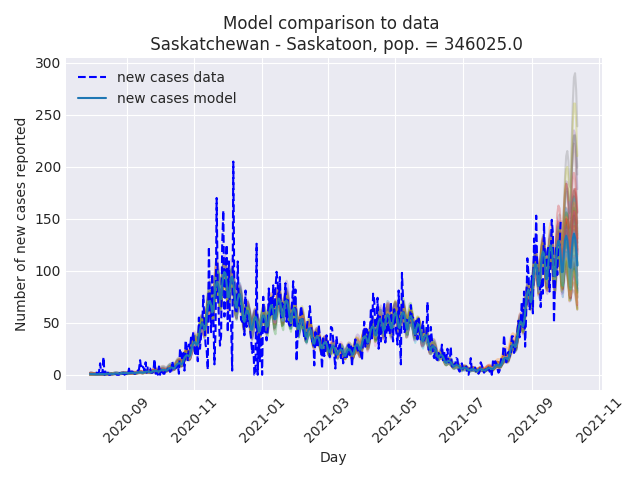 Model comparison to data
Saskatchewan - Saskatoon, pop. = 346025.0
new cases data
new cases model
Number of new cases reported
300
250
200
150
100
50
0
2020-09
2020-11
2021-01
2021-03
2021-05
2021-07
2021-09
2021-11
Day